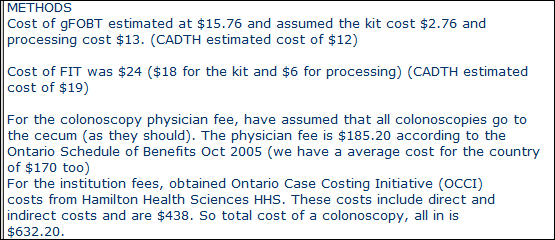 METHODS
Cost of gFOBT estimated at $15.76 and assumed the kit cost $2.76 and
processing cost $13. (CADTH estimated cost of $12)
Cost of FIT was $24 ($18 for the kit and $6 for processing) (CADTH estimated
cost of $19)
For the colonoscopy physician fee, have assumed that all colonoscopies go to
the cecum (as they should). The physician fee is $185.20 according to the
Ontario Schedule of Benefits Oct 2005 (we have a average cost for the country
of $170 too)
For the institution fees, obtained Ontario Case Costing Initiative (OCCI)
costs from Hamilton Health Sciences HHS. These costs include direct and
indirect costs and are $438. So total cost of a colonoscopy, all in is
$632.20.